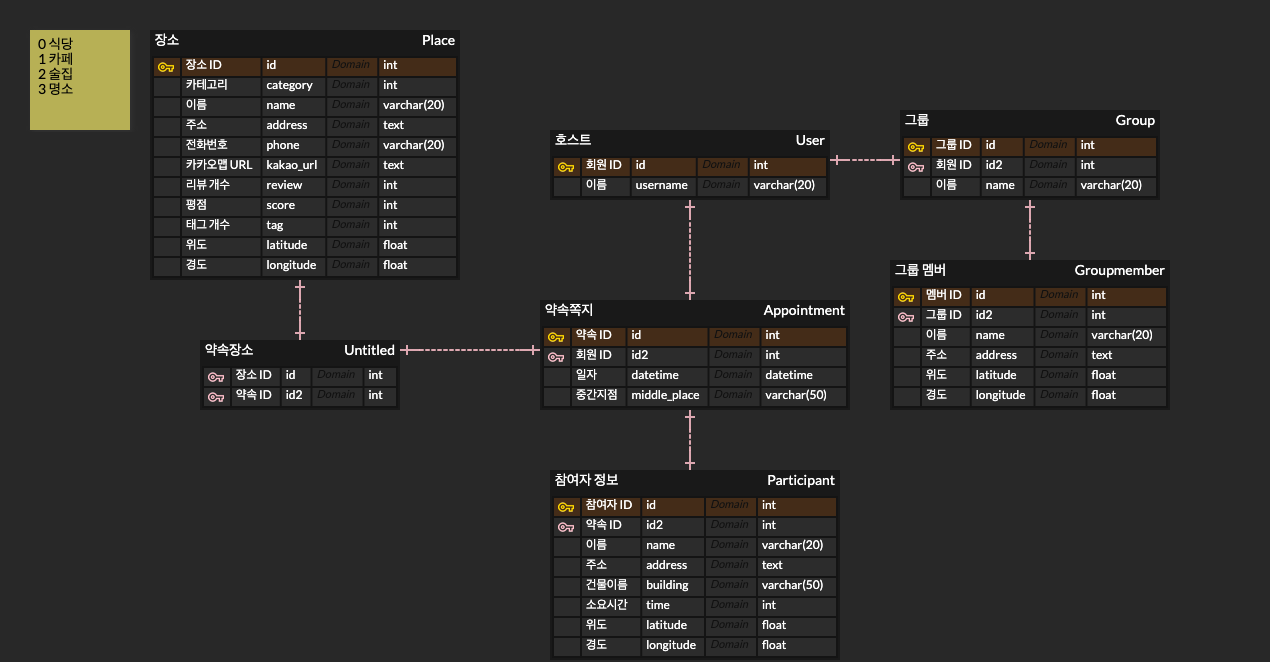 0 식당
1 카페
2 술집
3 명소
장소 Place
장소 ID id Domain int
카테고리 category Domain int
이름 name Domain varchar(20)
주소 address Domain text
전화번호 phone Domain varchar(20)
카카오맵 URL kakao_url Domain text
리뷰 개수 review Domain int
평점 score Domain int
태그 개수 tag Domain int
위도 latitude Domain float
경도 longitude Domain float
호스트 User
회원 ID id Domain int
이름 username Domain varchar(20)
그룹 Group
그룹 ID id Domain int
회원 ID id2 Domain int
이름 name Domain varchar(20)
그룹 멤버 Groupmember
멤버 ID id Domain int
그룹 ID id2 Domain int
이름 name Domain varchar(20)
주소 address Domain text
위도 latitude Domain float
경도 longitude Domain float
약속장소 Untitled
장소 ID id Domain int
약속 ID id2 Domain int
약속쪽지 Appointment
약속 ID id Domain int
회원 ID id2 Domain int
일자 datetime Domain datetime
중간지점 middle_place Domain varchar(50)
참여자 정보 Participant
참여자 ID id Domain int
약속 ID id2 Domain int
이름 name Domain varchar(20)
주소 address Domain text
건물이름 building Domain varchar(50)
소요시간 time Domain int
위도 latitude Domain float
경도 longitude Domain float